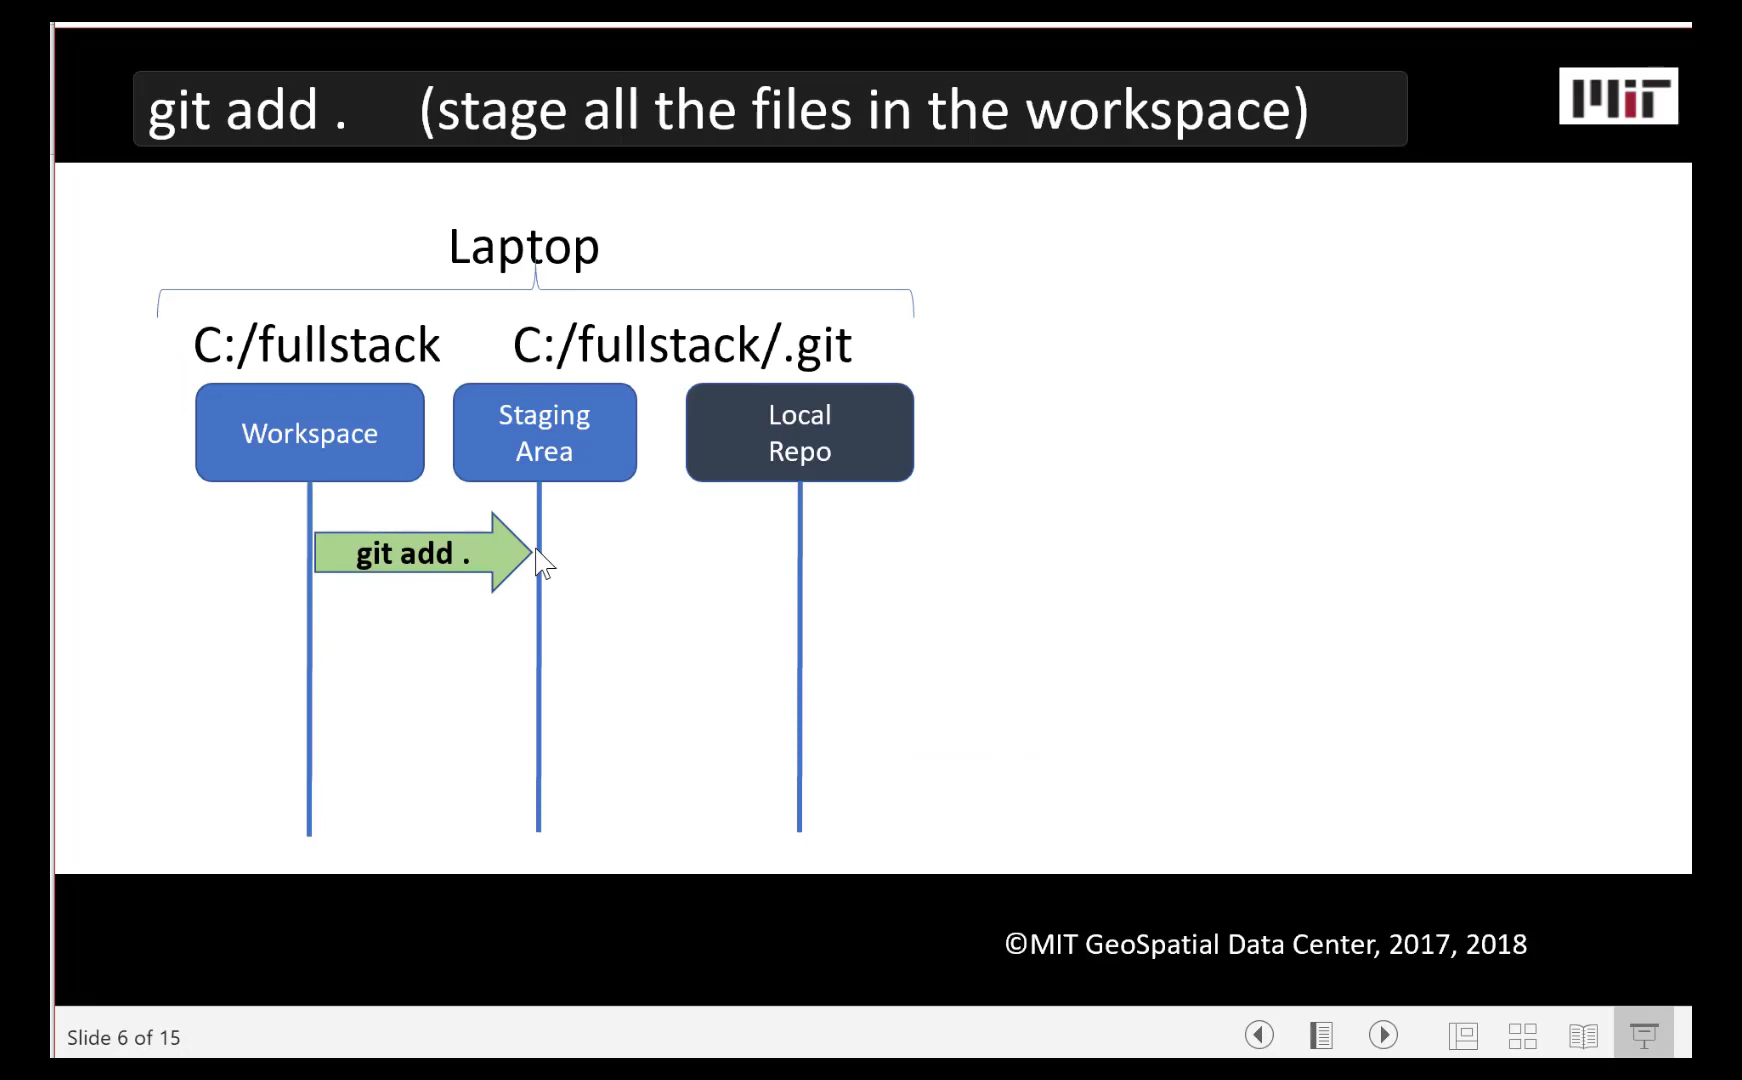 git add .    (stage all the files in the workspace)
MIT
Laptop
C:/fullstack    C:/fullstack/.git
Workspace
Staging
Area
Local
Repo
git add .
©MIT GeoSpatial Data Center, 2017, 2018
Slide 6 of 15